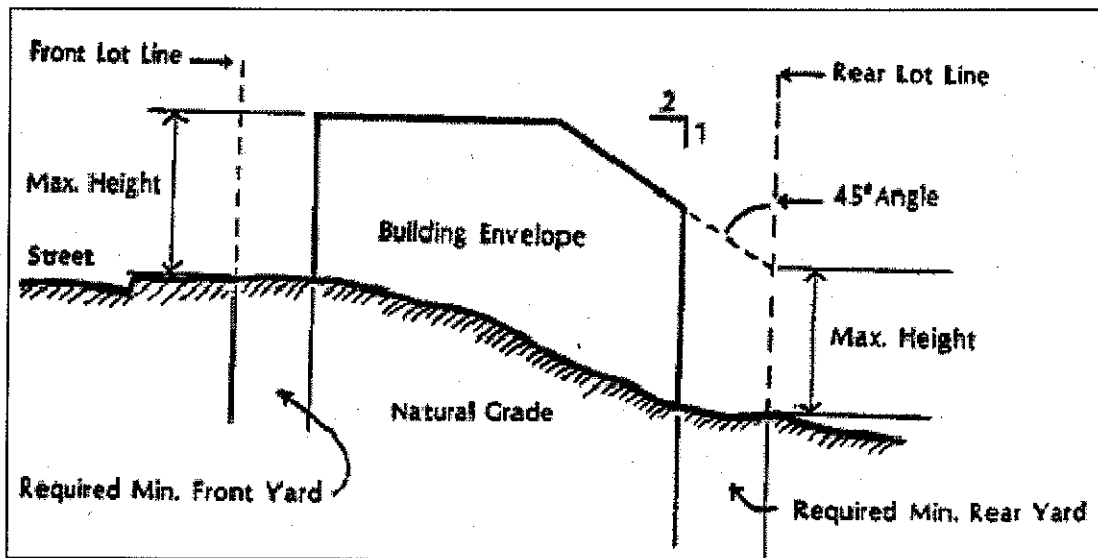 Front Lot Line
Rear Lot Line
2
1
Max. Height
45° Angle
Building Envelope
Street
Max. Height
Natural Grade
Required Min. Front Yard
Required Min. Rear Yard